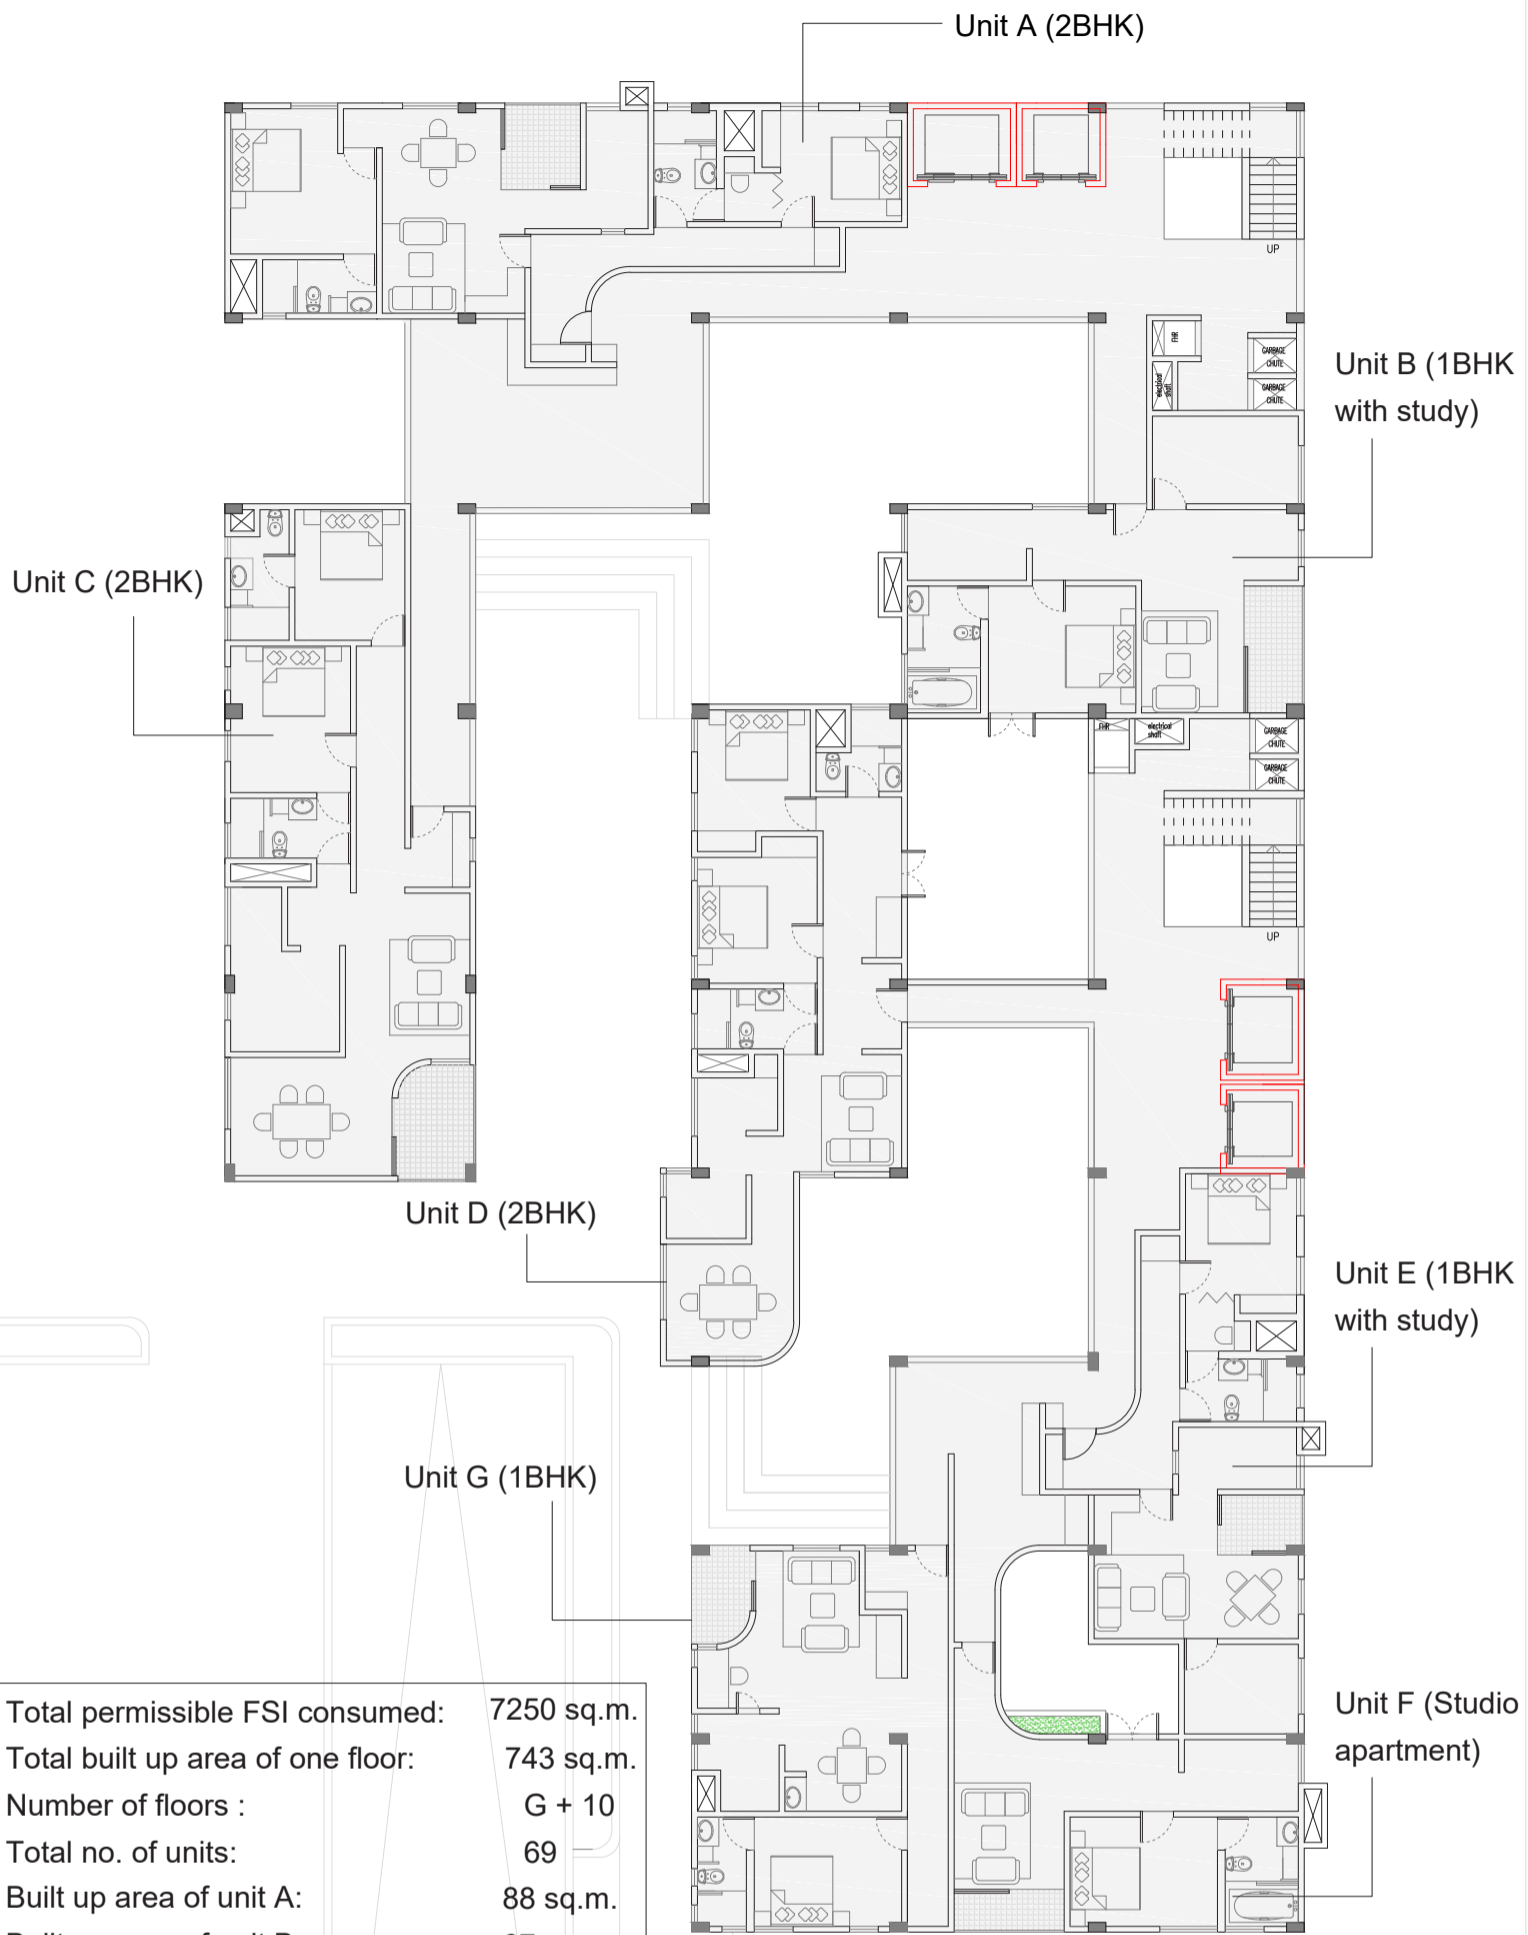 Unit A (2BHK)
UP
FHR
electrical
shaft
GARBAGE
CHUTE
GARBAGE
CHUTE
Unit B (1BHK
with study)
Unit C (2BHK)
FHR
electrical
shaft
GARBAGE
CHUTE
GARBAGE
CHUTE
UP
Unit D (2BHK)
Unit E (1BHK
with study)
Unit G (1BHK)
Unit F (Studio
apartment)
Total permissible FSI consumed: 7250 sq.m.
Total built up area of one floor: 743 sq.m.
Number of floors : G + 10
Total no. of units: 69
Built up area of unit A: 88 sq.m.